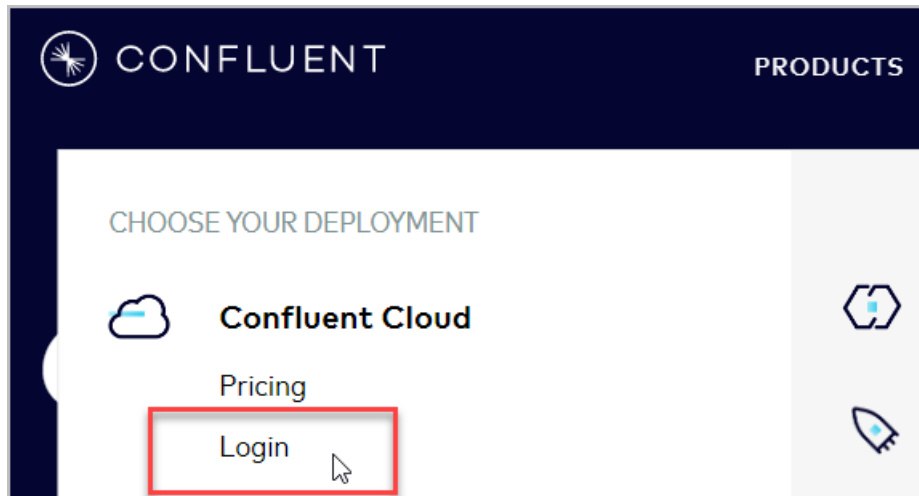 CONFLUENT
PRODUCTS
CHOOSE YOUR DEPLOYMENT
Confluent Cloud
Pricing
Login